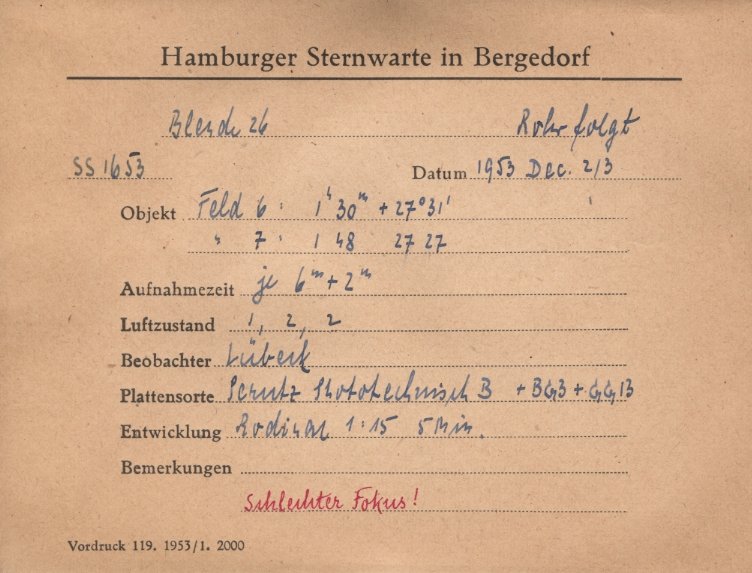 Hamburger Sternwarte in Bergedorf
Blende 26 Rohr folgt
SS 1653 Datum 1953 Dec. 2/3
Objekt Feld 6 : 1ʰ 30ᵐ + 27°31'
" 7 : 1 48 27 27
Aufnahmezeit je 6ᵐ + 2ᵐ
Luftzustand 1, 2, 2
Beobachter Lübeck
Plattensorte Perutz Phototechnisch B + BG3 + GG13
Entwicklung Rodinal 1:15 5 Min.
Bemerkungen
Schlechter Fokus!
Vordruck 119. 1953/1. 2000